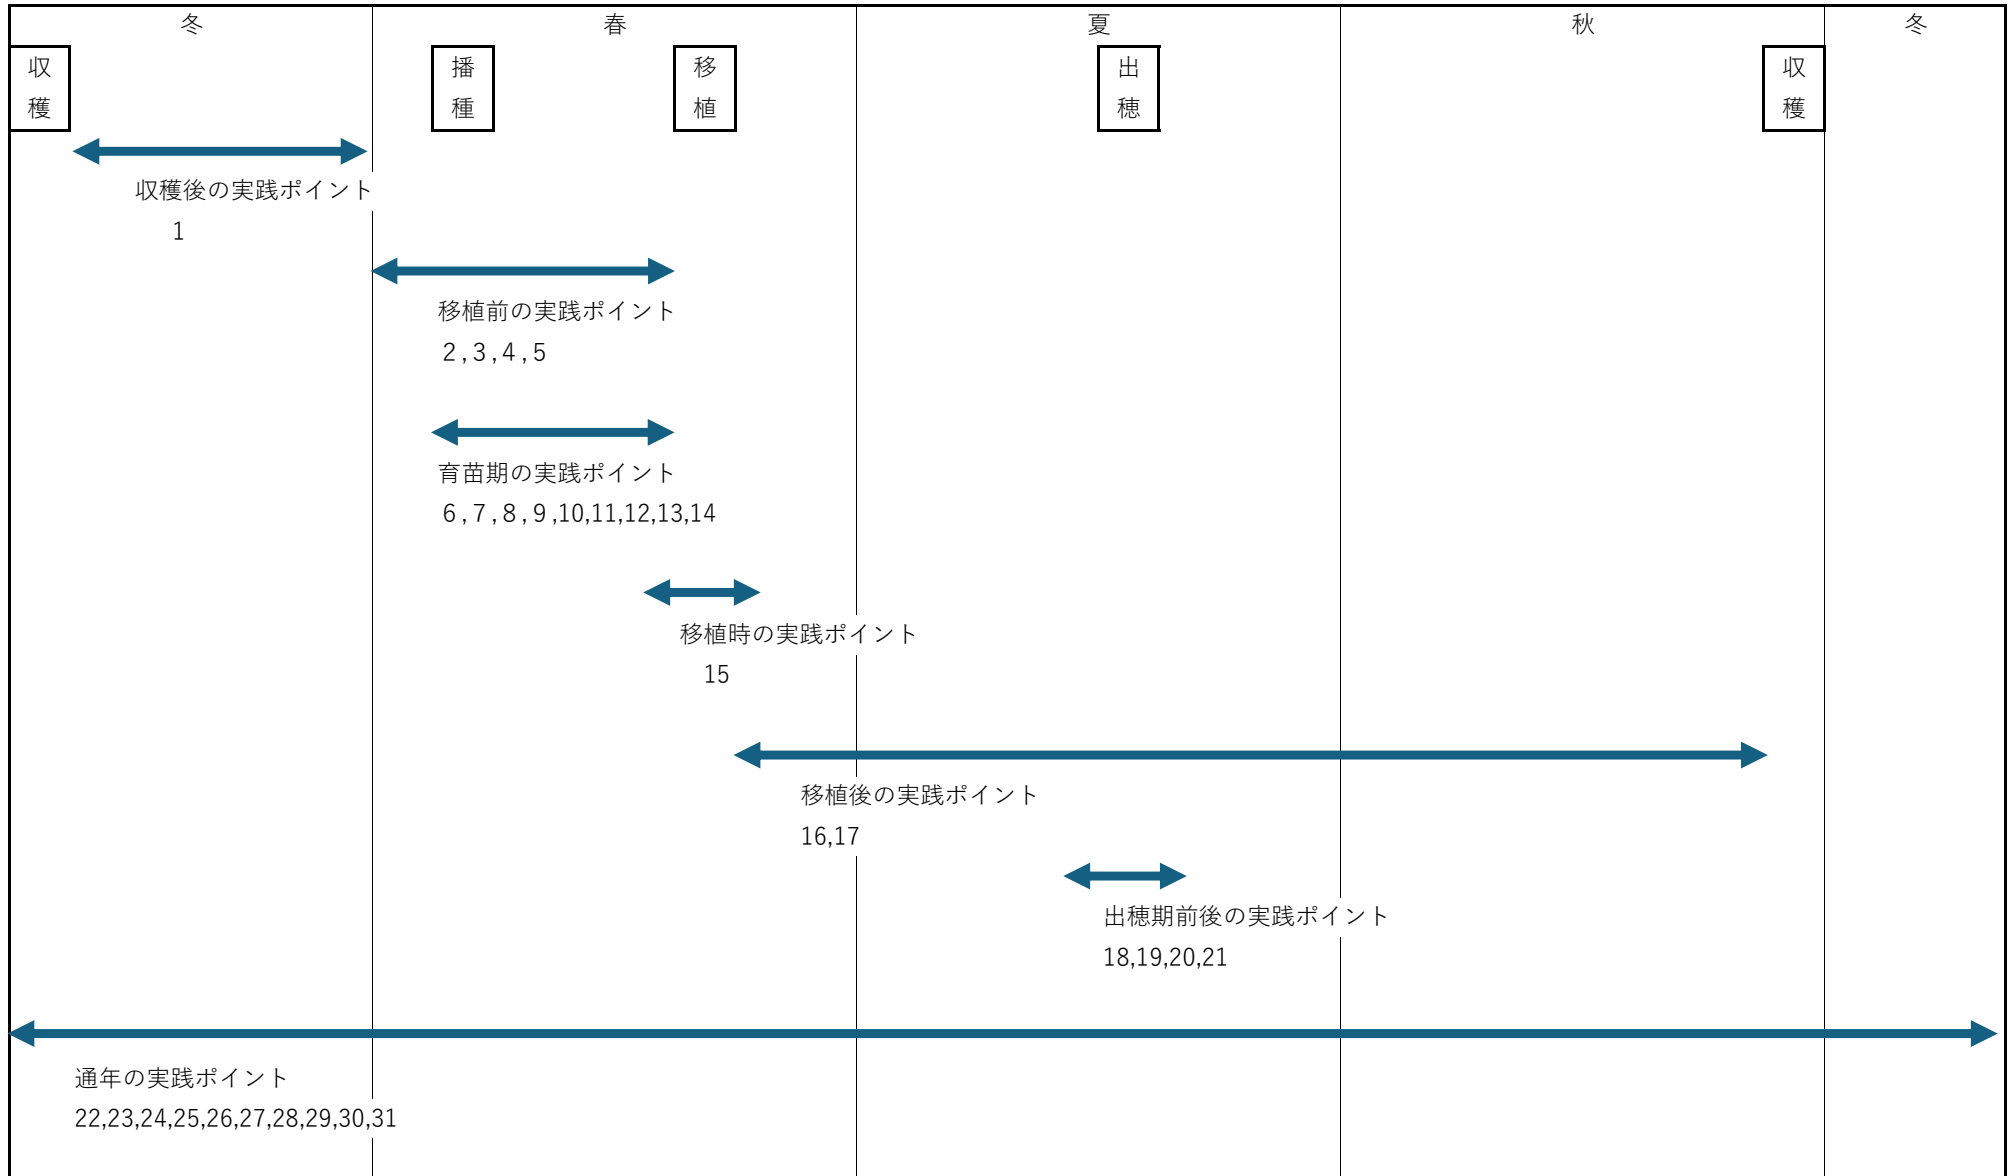 冬 春 夏 秋 冬
収穫 播種 移植 出穂 収穫
収穫後の実践ポイント
1
移植前の実践ポイント
2,3,4,5
育苗期の実践ポイント
6,7,8,9,10,11,12,13,14
移植時の実践ポイント
15
移植後の実践ポイント
16,17
出穂期前後の実践ポイント
18,19,20,21
通年の実践ポイント
22,23,24,25,26,27,28,29,30,31